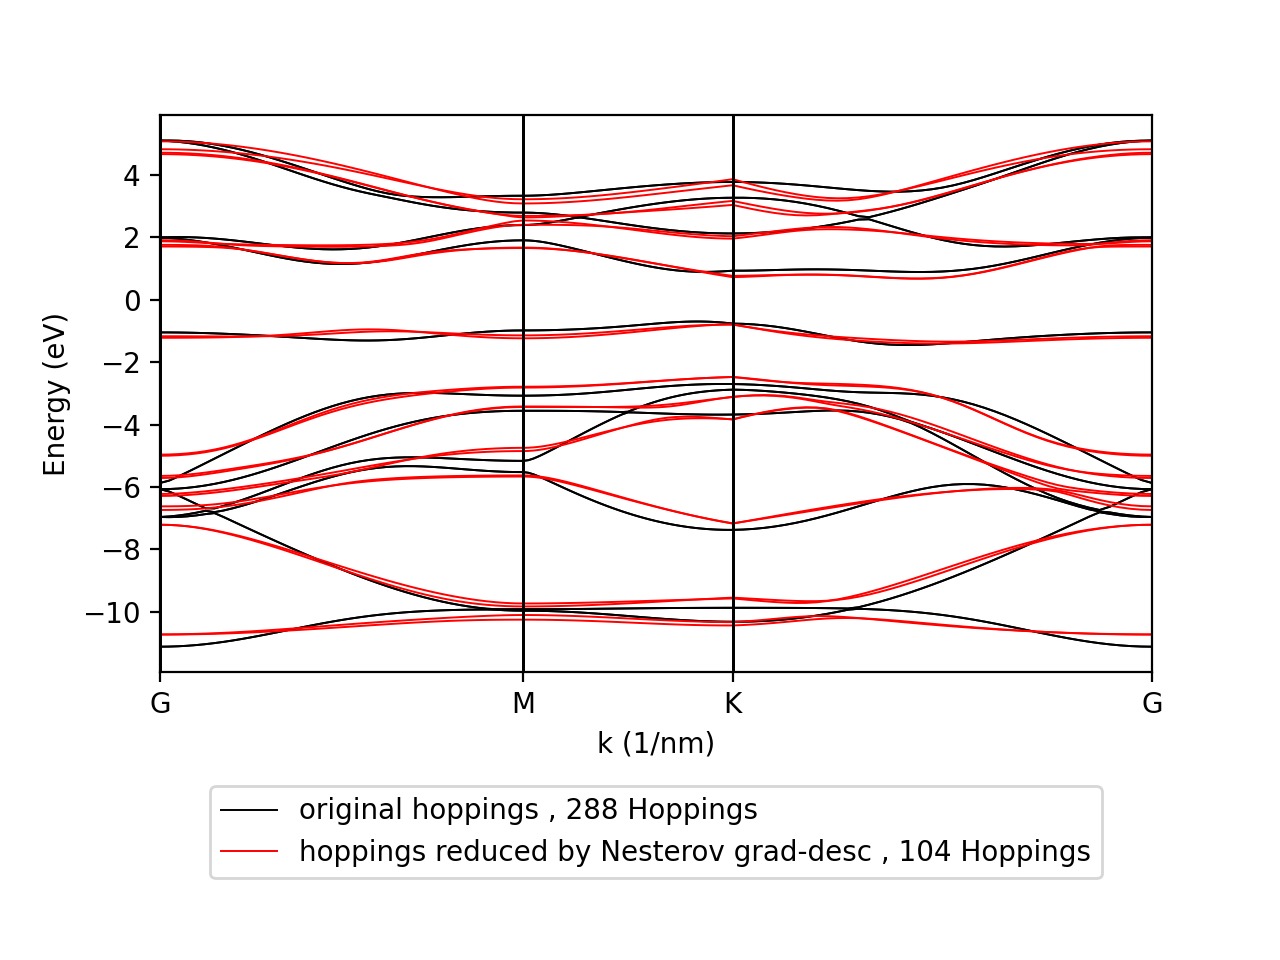 4
2
0
−2
−4
−6
−8
−10
Energy (eV)
G
M
K
G
k (1/nm)
original hoppings , 288 Hoppings
hoppings reduced by Nesterov grad-desc , 104 Hoppings